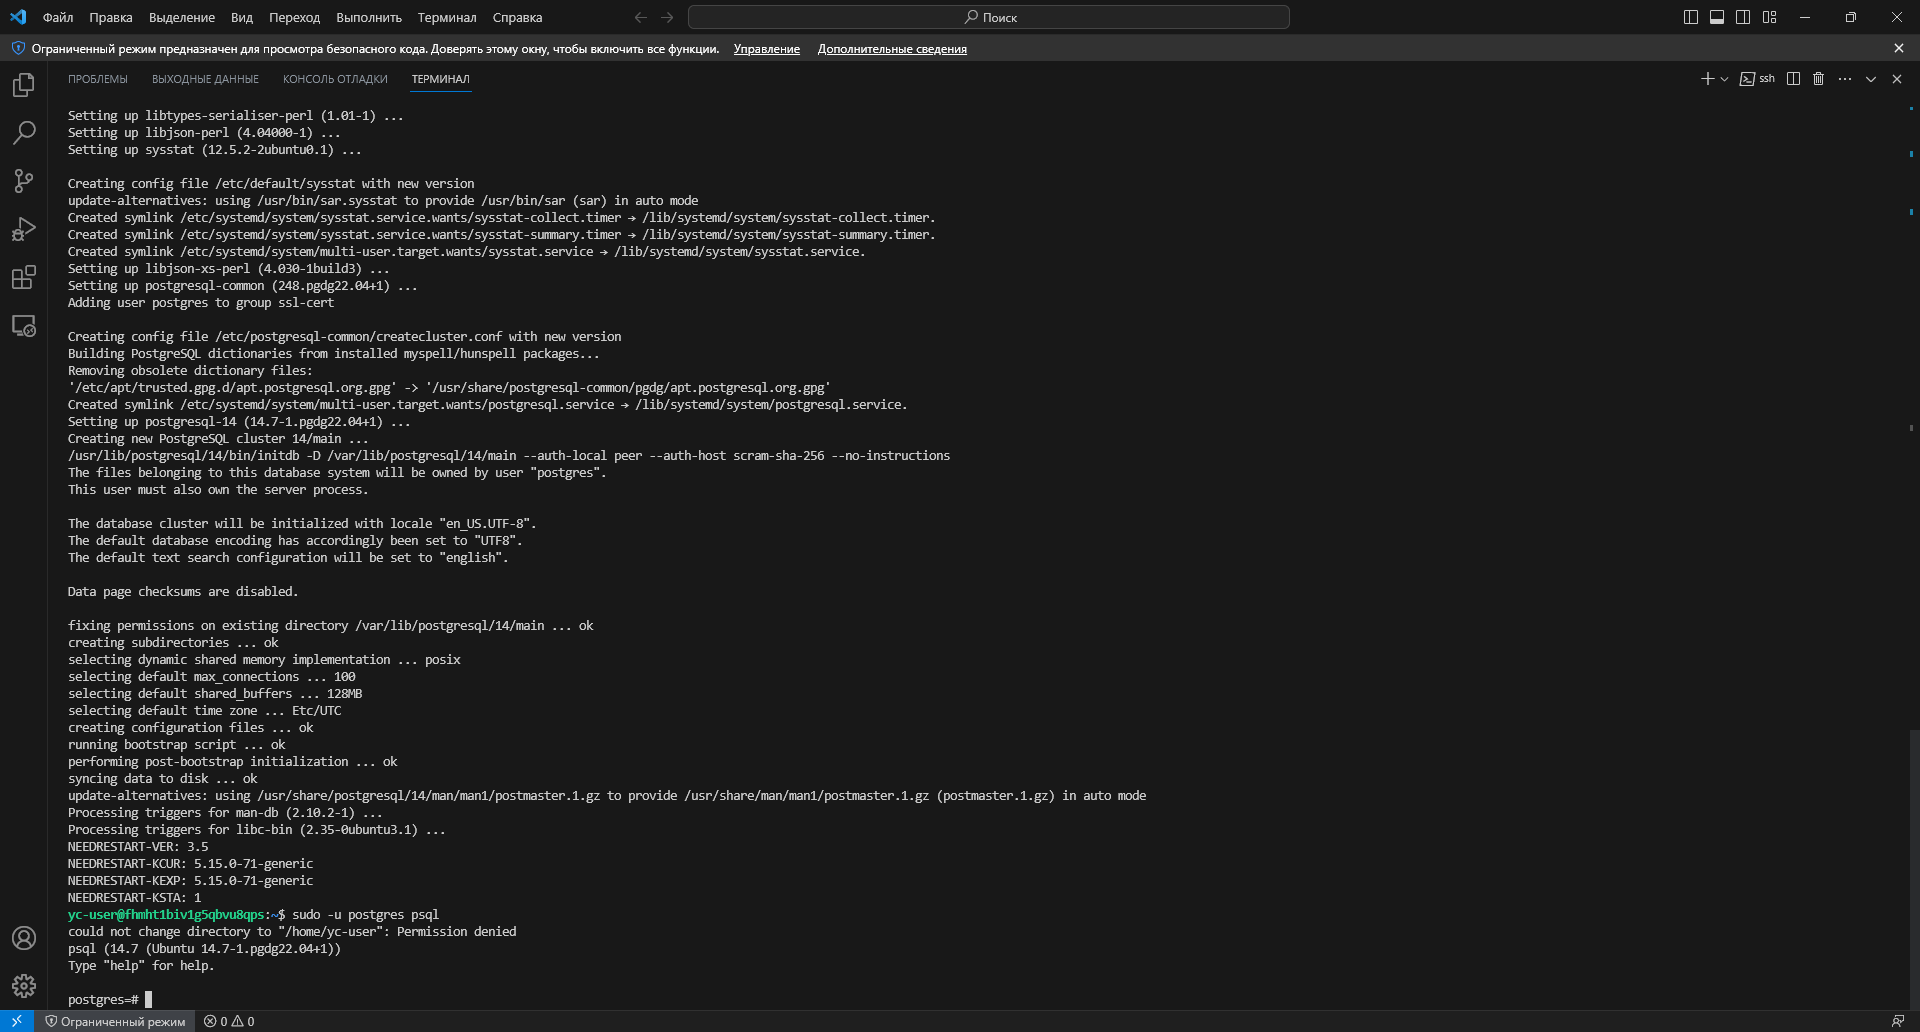 Файл Правка Выделение Вид Переход Выполнить Терминал Справка Поиск
Ограниченный режим предназначен для просмотра безопасного кода. Доверять этому окну, чтобы включить все функции. Управление Дополнительные сведения
ПРОБЛЕМЫ ВЫХОДНЫЕ ДАННЫЕ КОНСОЛЬ ОТЛАДКИ ТЕРМИНАЛ ssh
Setting up libtypes-serialiser-perl (1.01-1) ...
Setting up libjson-perl (4.04000-1) ...
Setting up sysstat (12.5.2-2ubuntu0.1) ...
Creating config file /etc/default/sysstat with new version
update-alternatives: using /usr/bin/sar.sysstat to provide /usr/bin/sar (sar) in auto mode
Created symlink /etc/systemd/system/sysstat.service.wants/sysstat-collect.timer → /lib/systemd/system/sysstat-collect.timer.
Created symlink /etc/systemd/system/sysstat.service.wants/sysstat-summary.timer → /lib/systemd/system/sysstat-summary.timer.
Created symlink /etc/systemd/system/multi-user.target.wants/sysstat.service → /lib/systemd/system/sysstat.service.
Setting up libjson-xs-perl (4.030-1build3) ...
Setting up postgresql-common (248.pgdg22.04+1) ...
Adding user postgres to group ssl-cert
Creating config file /etc/postgresql-common/createcluster.conf with new version
Building PostgreSQL dictionaries from installed myspell/hunspell packages...
Removing obsolete dictionary files:
'/etc/apt/trusted.gpg.d/apt.postgresql.org.gpg' -> '/usr/share/postgresql-common/pgdg/apt.postgresql.org.gpg'
Created symlink /etc/systemd/system/multi-user.target.wants/postgresql.service → /lib/systemd/system/postgresql.service.
Setting up postgresql-14 (14.7-1.pgdg22.04+1) ...
Creating new PostgreSQL cluster 14/main ...
/usr/lib/postgresql/14/bin/initdb -D /var/lib/postgresql/14/main --auth-local peer --auth-host scram-sha-256 --no-instructions
The files belonging to this database system will be owned by user "postgres".
This user must also own the server process.
The database cluster will be initialized with locale "en_US.UTF-8".
The default database encoding has accordingly been set to "UTF8".
The default text search configuration will be set to "english".
Data page checksums are disabled.
fixing permissions on existing directory /var/lib/postgresql/14/main ... ok
creating subdirectories ... ok
selecting dynamic shared memory implementation ... posix
selecting default max_connections ... 100
selecting default shared_buffers ... 128MB
selecting default time zone ... Etc/UTC
creating configuration files ... ok
running bootstrap script ... ok
performing post-bootstrap initialization ... ok
syncing data to disk ... ok
update-alternatives: using /usr/share/postgresql/14/man/man1/postmaster.1.gz to provide /usr/share/man/man1/postmaster.1.gz (postmaster.1.gz) in auto mode
Processing triggers for man-db (2.10.2-1) ...
Processing triggers for libc-bin (2.35-0ubuntu3.1) ...
NEEDRESTART-VER: 3.5
NEEDRESTART-KCUR: 5.15.0-71-generic
NEEDRESTART-KEXP: 5.15.0-71-generic
NEEDRESTART-KSTA: 1
yc-user@fhmht1biv1g5qbvu8qps:~$ sudo -u postgres psql
could not change directory to "/home/yc-user": Permission denied
psql (14.7 (Ubuntu 14.7-1.pgdg22.04+1))
Type "help" for help.
postgres=#
Ограниченный режим 0 0